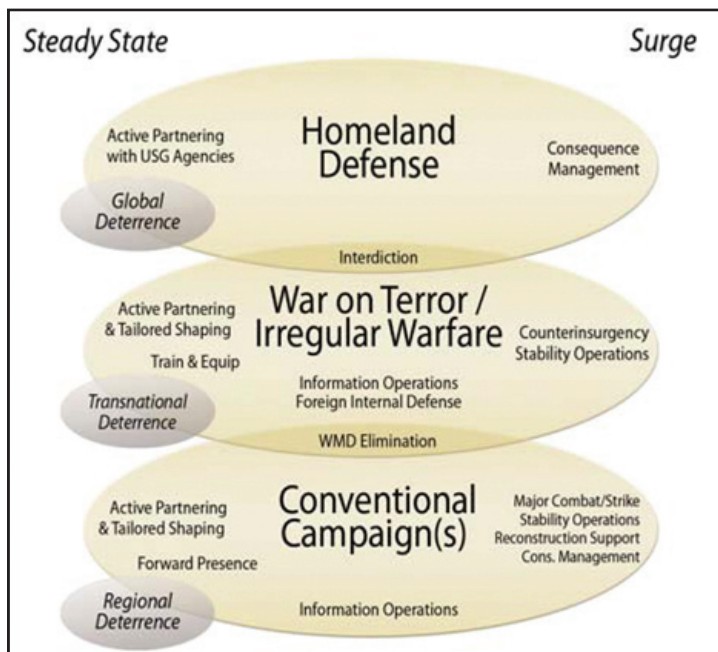 Steady State
Surge
Homeland
Defense
Active Partnering
with USG Agencies
Consequence
Management
Global
Deterrence
Interdiction
War on Terror /
Irregular Warfare
Active Partnering
& Tailored Shaping
Train & Equip
Counterinsurgency
Stability Operations
Information Operations
Foreign Internal Defense
Transnational
Deterrence
WMD Elimination
Conventional
Campaign(s)
Active Partnering
& Tailored Shaping
Forward Presence
Major Combat/Strike
Stability Operations
Reconstruction Support
Cons. Management
Regional
Deterrence
Information Operations